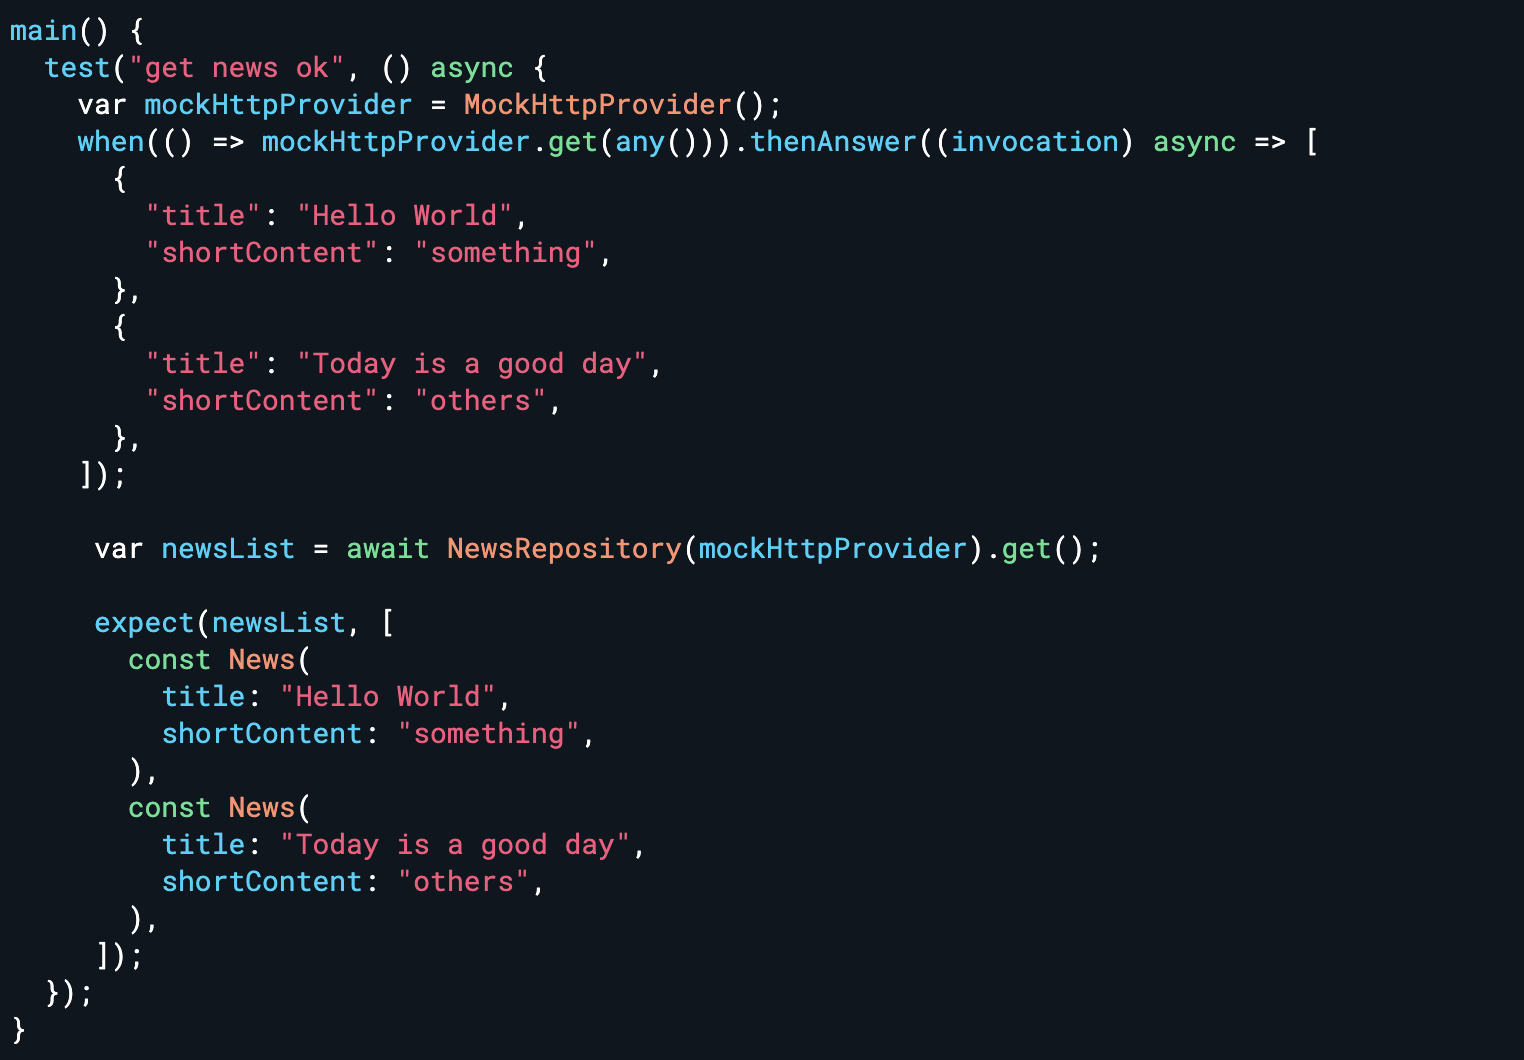 main() {
  test("get news ok", () async {
    var mockHttpProvider = MockHttpProvider();
    when(() => mockHttpProvider.get(any())).thenAnswer((invocation) async => [
      {
        "title": "Hello World",
        "shortContent": "something",
      },
      {
        "title": "Today is a good day",
        "shortContent": "others",
      },
    ]);

     var newsList = await NewsRepository(mockHttpProvider).get();

     expect(newsList, [
       const News(
         title: "Hello World",
         shortContent: "something",
       ),
       const News(
         title: "Today is a good day",
         shortContent: "others",
       ),
     ]);
  });
}